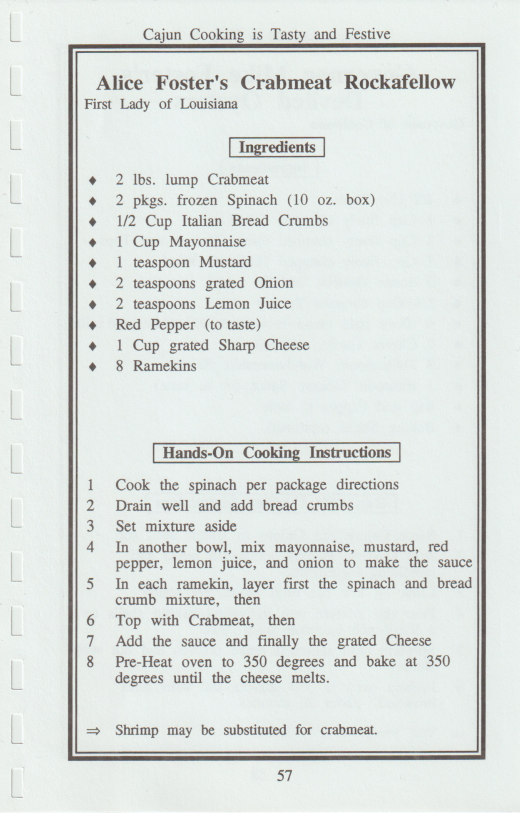 Cajun Cooking is Tasty and Festive
Alice Foster's Crabmeat Rockafellow
First Lady of Louisiana
Ingredients
♦ 2 lbs. lump Crabmeat
♦ 2 pkgs. frozen Spinach (10 oz. box)
♦ 1/2 Cup Italian Bread Crumbs
♦ 1 Cup Mayonnaise
♦ 1 teaspoon Mustard
♦ 2 teaspoons grated Onion
♦ 2 teaspoons Lemon Juice
♦ Red Pepper (to taste)
♦ 1 Cup grated Sharp Cheese
♦ 8 Ramekins
Hands-On Cooking Instructions
1 Cook the spinach per package directions
2 Drain well and add bread crumbs
3 Set mixture aside
4 In another bowl, mix mayonnaise, mustard, red
pepper, lemon juice, and onion to make the sauce
5 In each ramekin, layer first the spinach and bread
crumb mixture, then
6 Top with Crabmeat, then
7 Add the sauce and finally the grated Cheese
8 Pre-Heat oven to 350 degrees and bake at 350
degrees until the cheese melts.
⇒ Shrimp may be substituted for crabmeat.
57